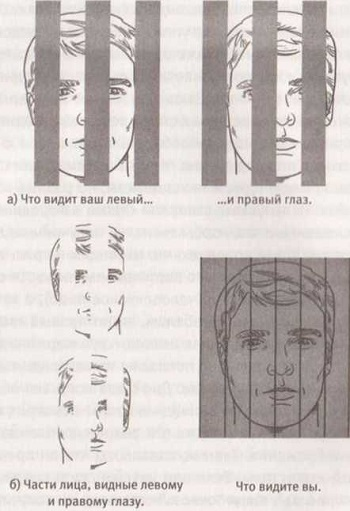 а) Что видит ваш левый...
...и правый глаз.
б) Части лица, видные левому
и правому глазу.
Что видите вы.